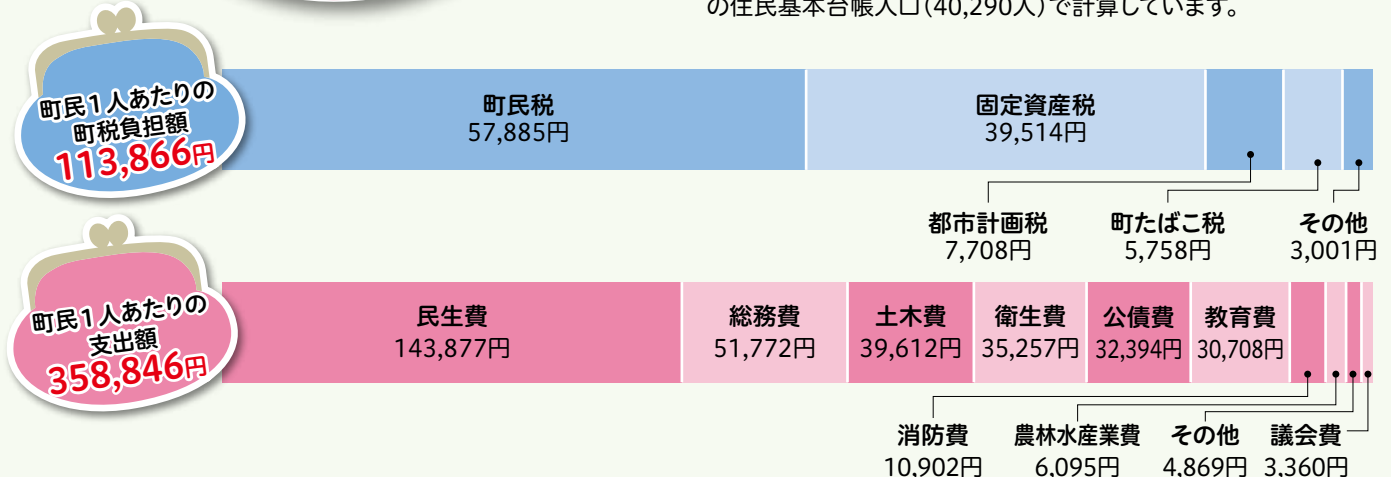 の住民基本台帳人口（40,290人）で計算しています。
町民1人あたりの
町税負担額
113,866円
町民税
57,885円
固定資産税
39,514円
都市計画税
7,708円
町たばこ税
5,758円
その他
3,001円
町民1人あたりの
支出額
358,846円
民生費
143,877円
総務費
51,772円
土木費
39,612円
衛生費
35,257円
公債費
32,394円
教育費
30,708円
消防費
10,902円
農林水産業費
6,095円
その他
4,869円
議会費
3,360円